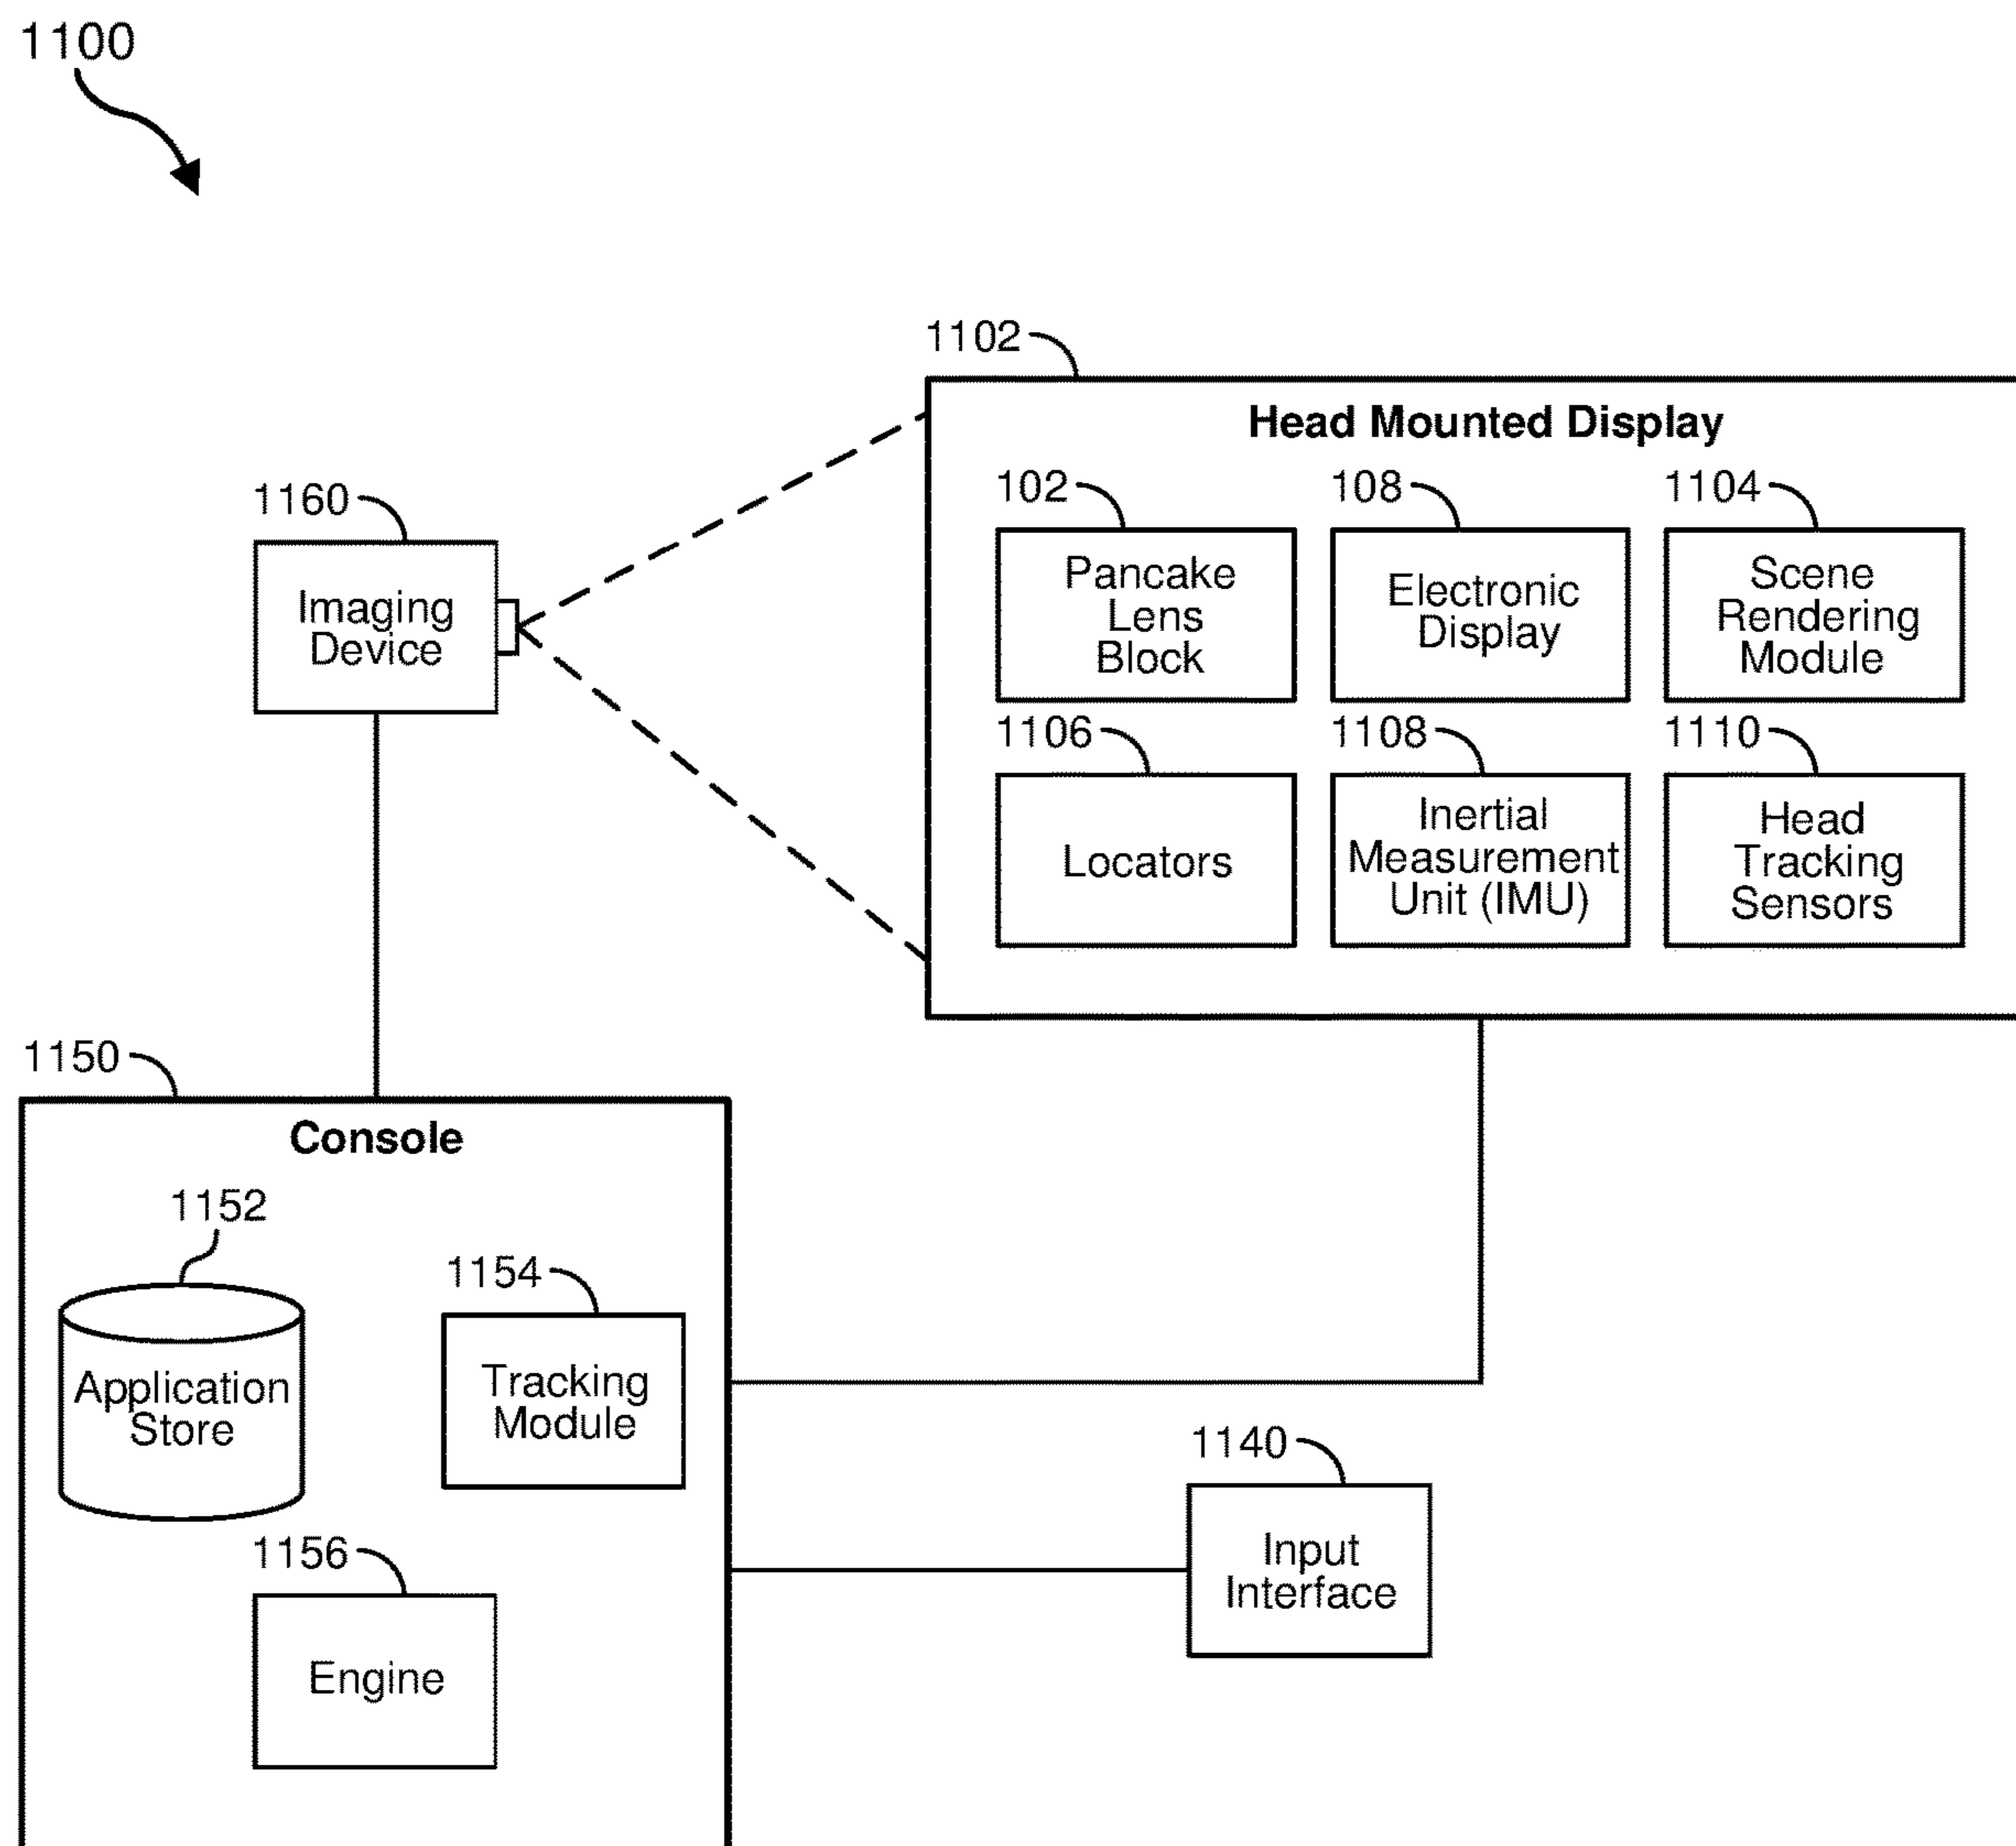 1100
1102
Head Mounted Display
102
108
1104
Pancake
Lens
Block
Electronic
Display
Scene
Rendering
Module
1106
1108
1110
Locators
Inertial
Measurement
Unit (IMU)
Head
Tracking
Sensors
1160
Imaging
Device
1150
Console
1152
Application
Store
1154
Tracking
Module
1156
Engine
1140
Input
Interface